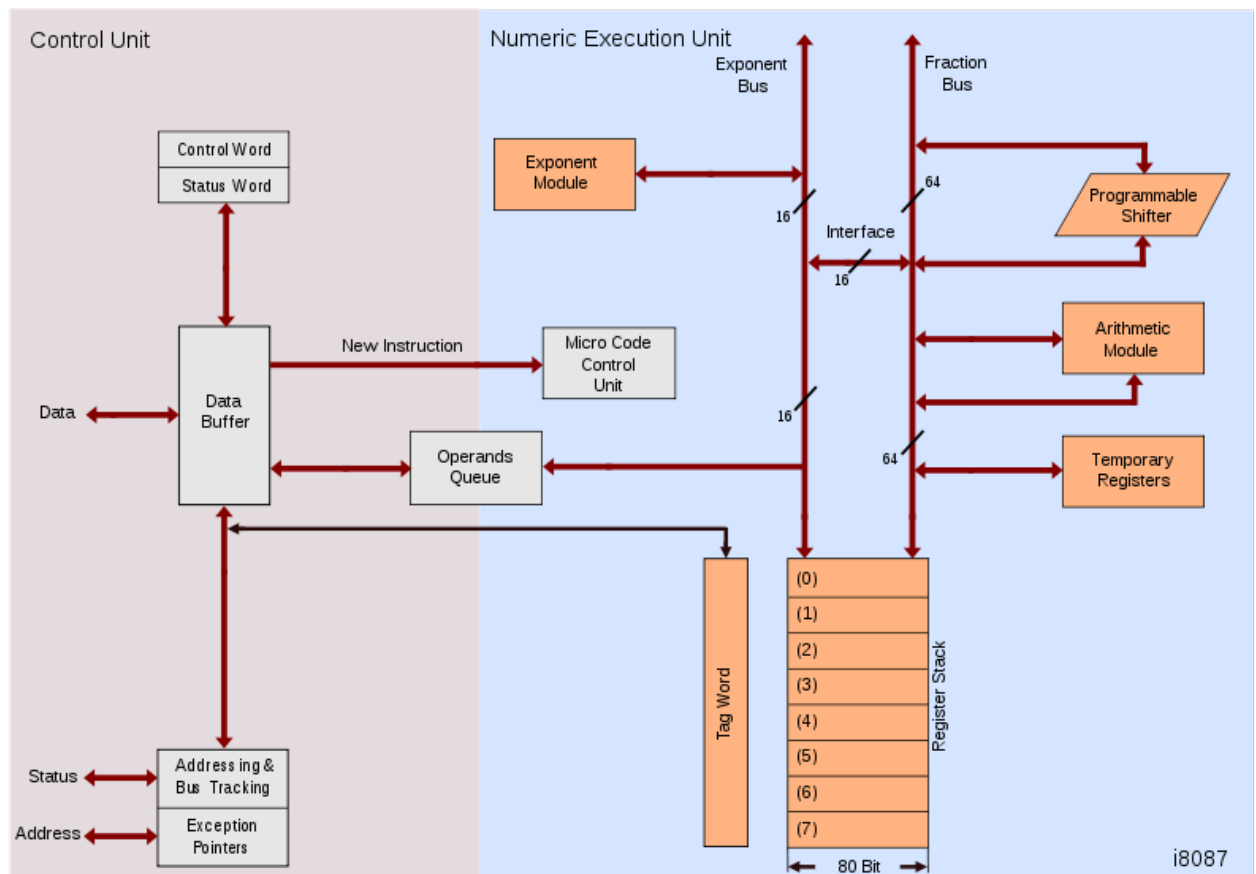 Control Unit
Numeric Execution Unit
Exponent
Bus
Fraction
Bus
Control Word
Status Word
Exponent
Module
64
Programmable
Shifter
16
Interface
16
New Instruction
Micro Code
Control
Unit
Arithmetic
Module
Data
Data
Buffer
16
Operands
Queue
64
Temporary
Registers
(0)
(1)
(2)
(3)
(4)
(5)
(6)
(7)
Tag Word
Register Stack
Status
Addressing &
Bus Tracking
Address
Exception
Pointers
80 Bit
i8087